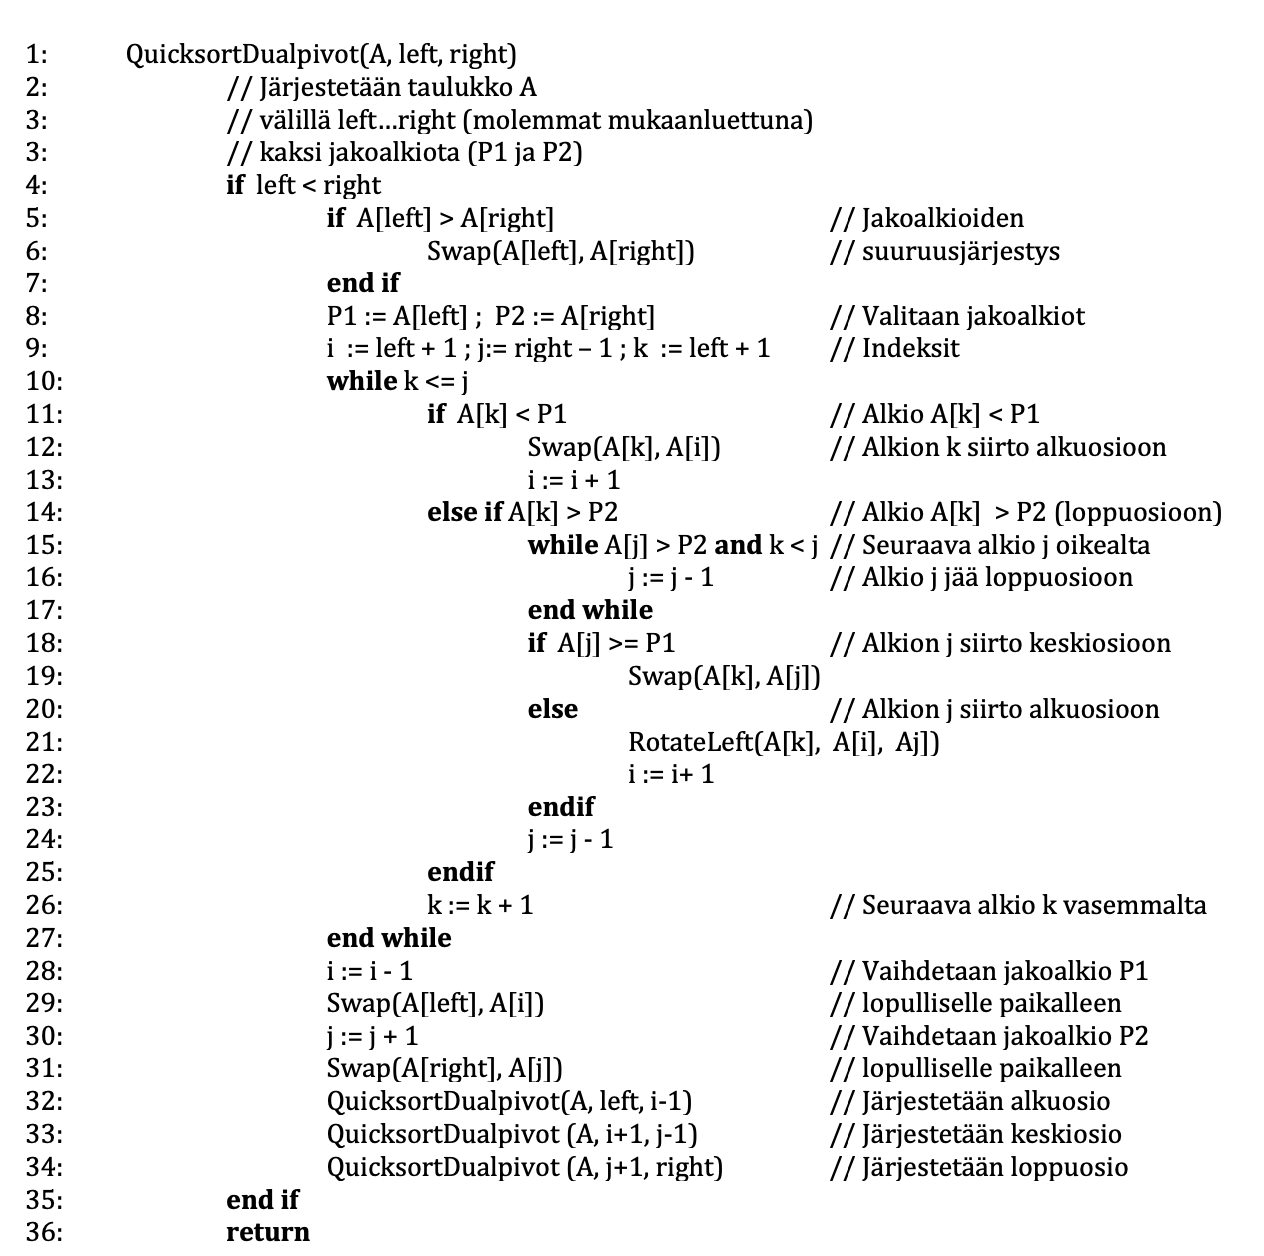 1: QuicksortDualpivot(A, left, right)
2: // Järjestetään taulukko A
3: // välillä left...right (molemmat mukaanluettuna)
3: // kaksi jakoalkiota (P1 ja P2)
4: if left < right
5: if A[left] > A[right] // Jakoalkioiden
6: Swap(A[left], A[right]) // suuruusjärjestys
7: end if
8: P1 := A[left] ; P2 := A[right] // Valitaan jakoalkiot
9: i := left + 1 ; j:= right – 1 ; k := left + 1 // Indeksit
10: while k <= j
11: if A[k] < P1 // Alkio A[k] < P1
12: Swap(A[k], A[i]) // Alkion k siirto alkuosioon
13: i := i + 1
14: else if A[k] > P2 // Alkio A[k] > P2 (loppuosioon)
15: while A[j] > P2 and k < j // Seuraava alkio j oikealta
16: j := j - 1 // Alkio j jää loppuosioon
17: end while
18: if A[j] >= P1 // Alkion j siirto keskiosioon
19: Swap(A[k], A[j])
20: else // Alkion j siirto alkuosioon
21: RotateLeft(A[k], A[i], Aj])
22: i := i+ 1
23: endif
24: j := j - 1
25: endif
26: k := k + 1 // Seuraava alkio k vasemmalta
27: end while
28: i := i - 1 // Vaihdetaan jakoalkio P1
29: Swap(A[left], A[i]) // lopulliselle paikalleen
30: j := j + 1 // Vaihdetaan jakoalkio P2
31: Swap(A[right], A[j]) // lopulliselle paikalleen
32: QuicksortDualpivot(A, left, i-1) // Järjestetään alkuosio
33: QuicksortDualpivot (A, i+1, j-1) // Järjestetään keskiosio
34: QuicksortDualpivot (A, j+1, right) // Järjestetään loppuosio
35: end if
36: return